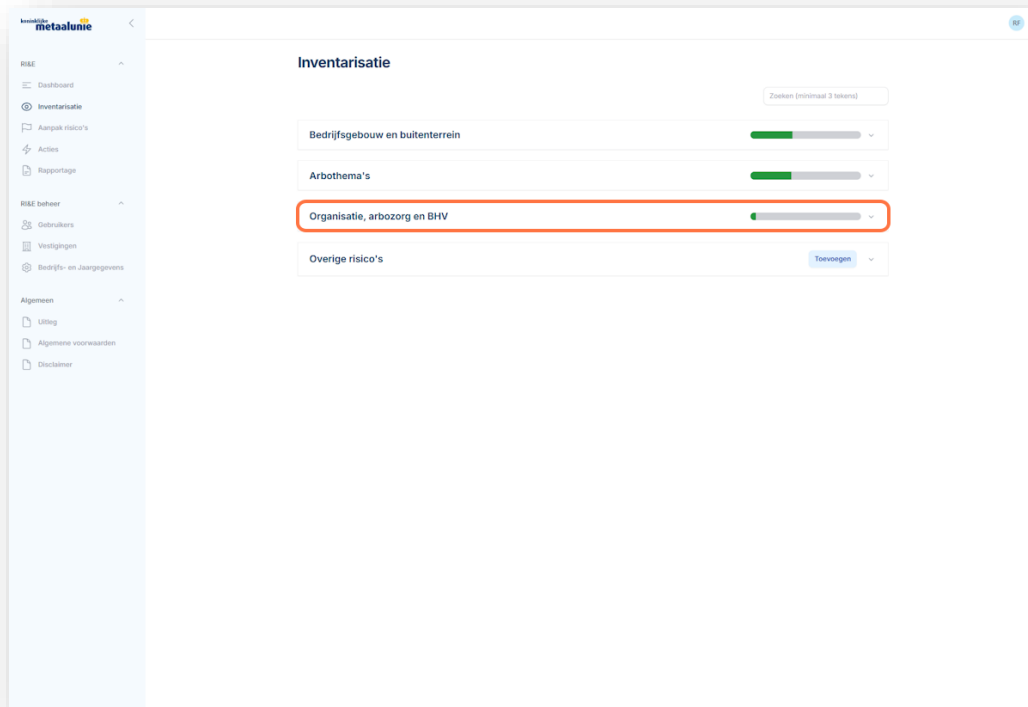 koninklijke
metaalunie
RF
RI&E
Dashboard
Inventarisatie
Aanpak risico's
Acties
Rapportage
RI&E beheer
Gebruikers
Vestigingen
Bedrijfs- en Jaargegevens
Algemeen
Uitleg
Algemene voorwaarden
Disclaimer
Inventarisatie
Zoeken (minimaal 3 tekens)
Bedrijfsgebouw en buitenterrein
Arbothema's
Organisatie, arbozorg en BHV
Overige risico's
Toevoegen